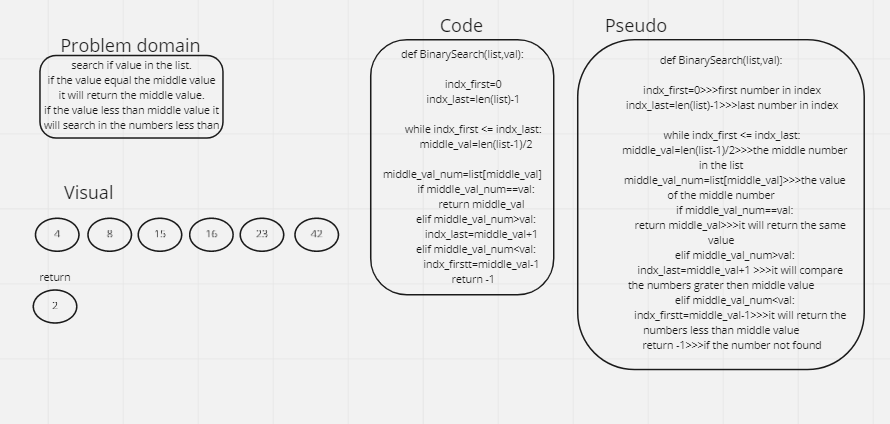 Problem domain
search if value in the list.
if the value equal the middle value
it will return the middle value.
if the value less than middle value it
will search in the numbers less than
Visual
4 8 15 16 23 42
return
2
Code
def BinarySearch(list,val):
indx_first=0
indx_last=len(list)-1
while indx_first <= indx_last:
middle_val=len(list-1)/2
middle_val_num=list[middle_val]
if middle_val_num==val:
return middle_val
elif middle_val_num>val:
indx_last=middle_val+1
elif middle_val_num<val:
indx_firstt=middle_val-1
return -1
Pseudo
def BinarySearch(list,val):
indx_first=0>>>first number in index
indx_last=len(list)-1>>>last number in index
while indx_first <= indx_last:
middle_val=len(list-1)/2>>>the middle number
in the list
middle_val_num=list[middle_val]>>>the value
of the middle number
if middle_val_num==val:
return middle_val>>>it will return the same
value
elif middle_val_num>val:
indx_last=middle_val+1 >>>it will compare
the numbers grater then middle value
elif middle_val_num<val:
indx_firstt=middle_val-1>>>it will return the
numbers less than middle value
return -1>>>if the number not found